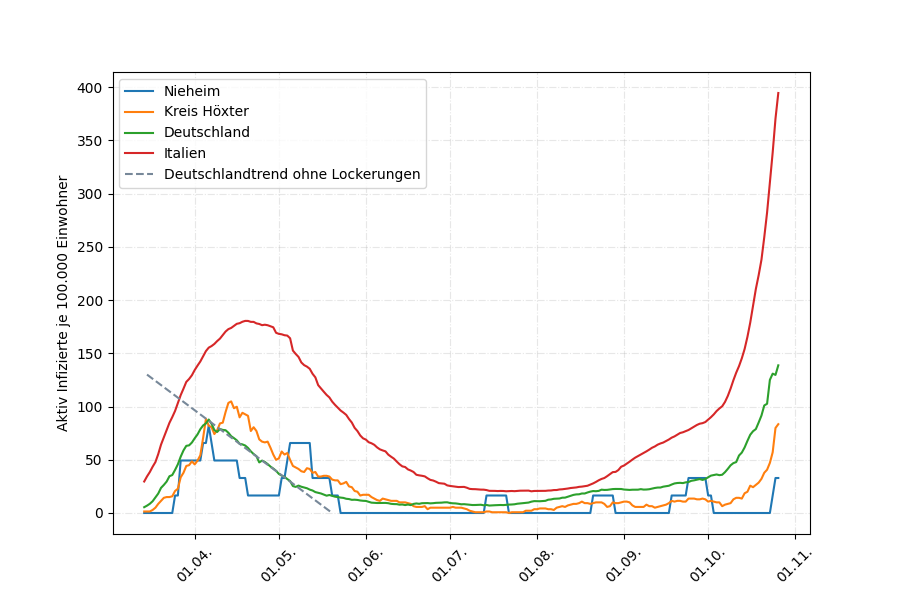 Aktiv Infizierte je 100.000 Einwohner
400
350
300
250
200
150
100
50
0
Nieheim
Kreis Höxter
Deutschland
Italien
Deutschlandtrend ohne Lockerungen
01.04.
01.05.
01.06.
01.07.
01.08.
01.09.
01.10.
01.11.